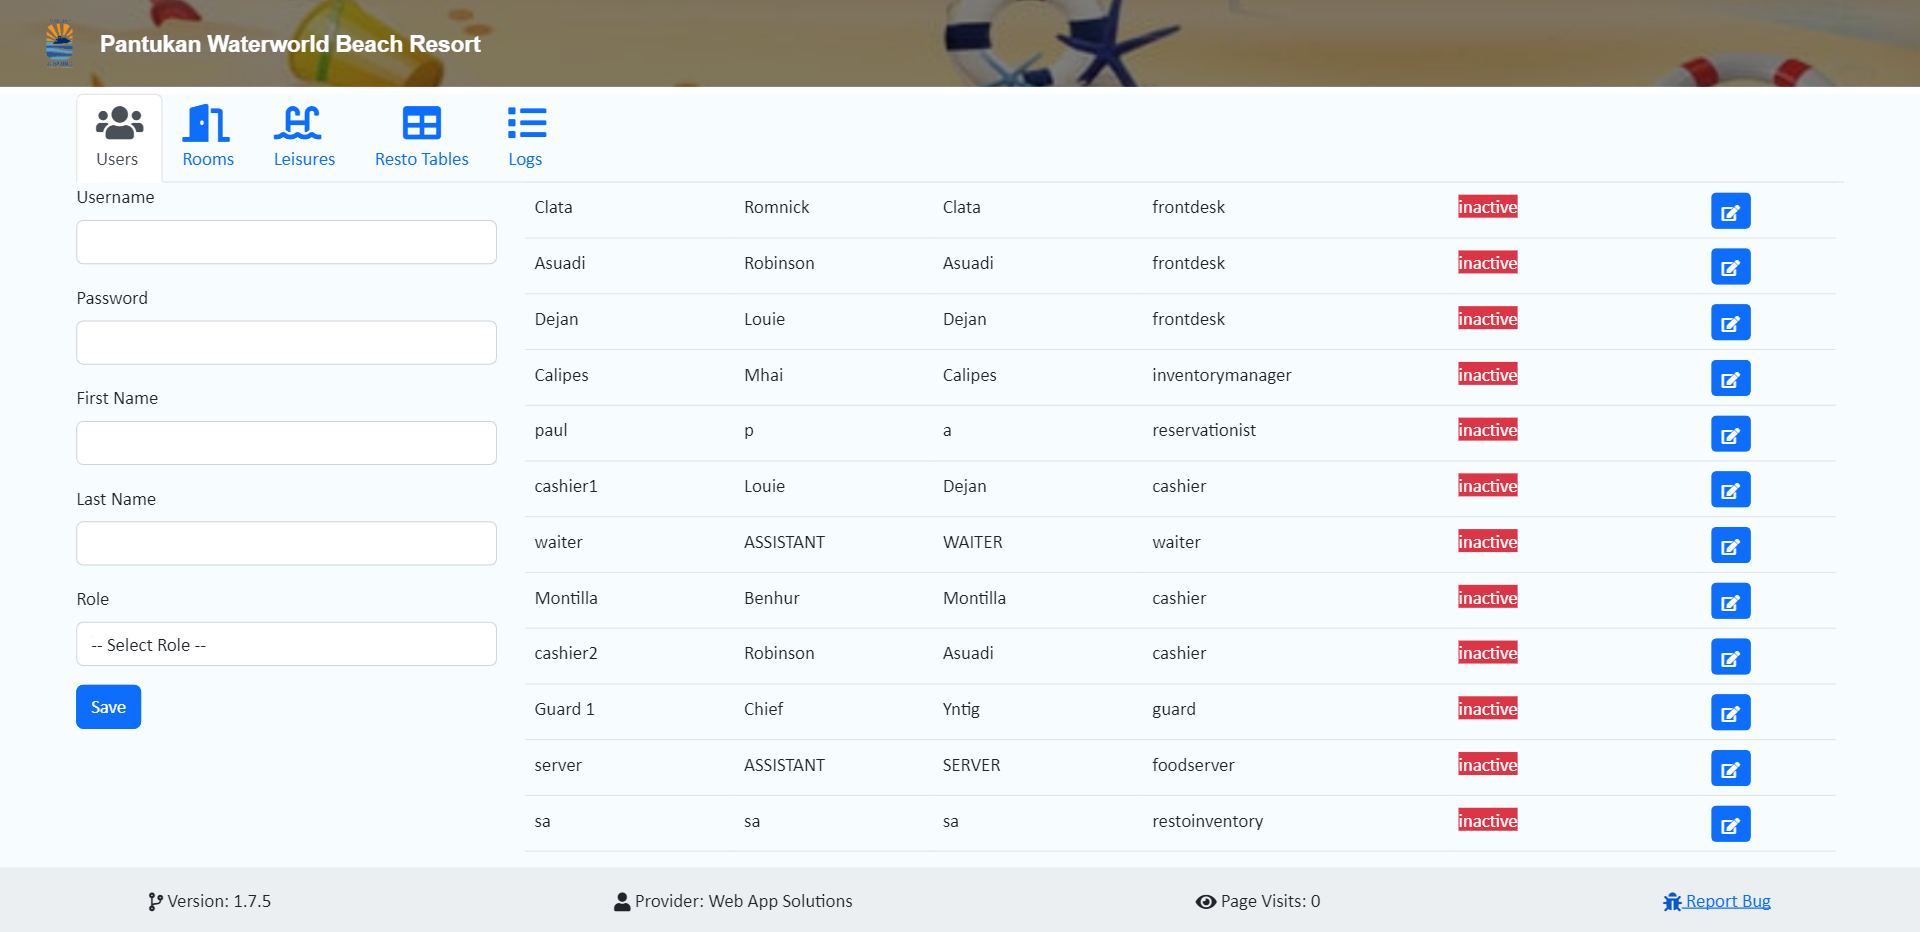 Pantukan Waterworld Beach Resort
Users Rooms Leisures Resto Tables Logs
Username
Password
First Name
Last Name
Role
-- Select Role --
Save
Clata Romnick Clata frontdesk inactive
Asuadi Robinson Asuadi frontdesk inactive
Dejan Louie Dejan frontdesk inactive
Calipes Mhai Calipes inventorymanager inactive
paul p a reservationist inactive
cashier1 Louie Dejan cashier inactive
waiter ASSISTANT WAITER waiter inactive
Montilla Benhur Montilla cashier inactive
cashier2 Robinson Asuadi cashier inactive
Guard 1 Chief Yntig guard inactive
server ASSISTANT SERVER foodserver inactive
sa sa sa restoinventory inactive
Version: 1.7.5 Provider: Web App Solutions Page Visits: 0 Report Bug